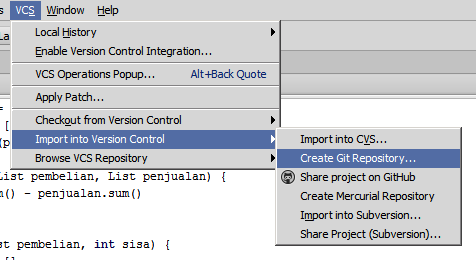 s VCS Window Help
La
Local History
Enable Version Control Integration...
VCS Operations Popup... Alt+Back Quote
Apply Patch...
Checkout from Version Control
=
[
Import into Version Control
(p
Browse VCS Repository
Import into CVS...
Create Git Repository...
Share project on GitHub
Create Mercurial Repository
Import into Subversion...
Share Project (Subversion)...
List pembelian, List penjualan) {
m() - penjualan.sum()
st pembelian, int sisa) {
[]